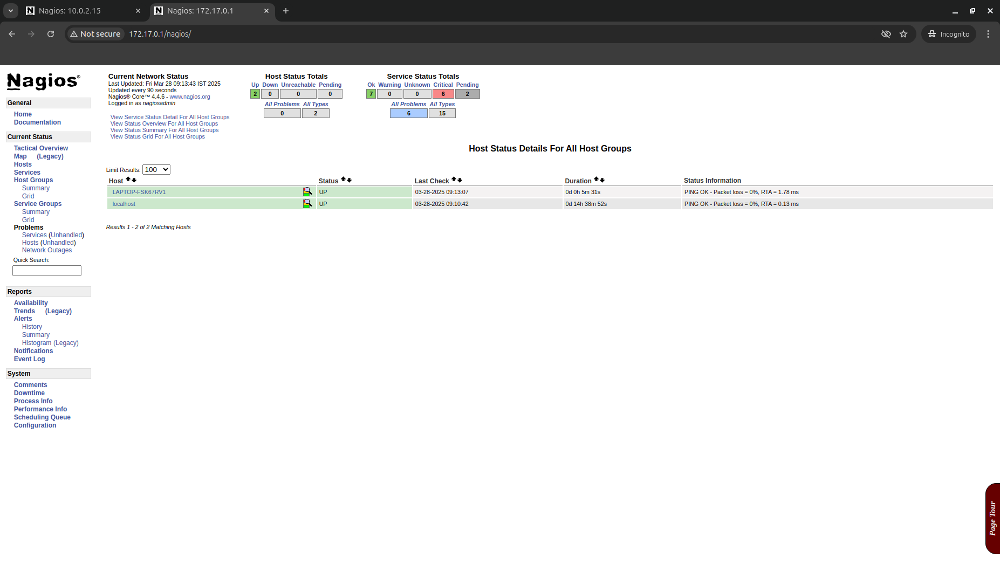 Nagios: 10.0.2.15
Nagios: 172.17.0.1
Not secure
172.17.0.1/nagios/
Incognito
Nagios®
General
Home
Documentation
Current Status
Tactical Overview
Map (Legacy)
Hosts
Services
Host Groups
Summary
Grid
Service Groups
Summary
Grid
Problems
Services (Unhandled)
Hosts (Unhandled)
Network Outages
Quick Search:
Reports
Availability
Trends (Legacy)
Alerts
History
Summary
Histogram (Legacy)
Notifications
Event Log
System
Comments
Downtime
Process Info
Performance Info
Scheduling Queue
Configuration
Current Network Status
Last Updated: Fri Mar 28 09:13:43 IST 2025
Updated every 90 seconds
Nagios® Core™ 4.4.6 - www.nagios.org
Logged in as nagiosadmin
View Service Status Detail For All Host Groups
View Status Overview For All Host Groups
View Status Summary For All Host Groups
View Status Grid For All Host Groups
Host Status Totals
Up Down Unreachable Pending
2 0 0 0
All Problems All Types
0 2
Service Status Totals
Ok Warning Unknown Critical Pending
7 0 0 6 2
All Problems All Types
6 15
Host Status Details For All Host Groups
Limit Results: 100
Host Status Last Check Duration Status Information
LAPTOP-FSK67RV1 UP 03-28-2025 09:13:07 0d 0h 5m 31s PING OK - Packet loss = 0%, RTA = 1.78 ms
localhost UP 03-28-2025 09:10:42 0d 14h 38m 52s PING OK - Packet loss = 0%, RTA = 0.13 ms
Results 1 - 2 of 2 Matching Hosts
Page Tour